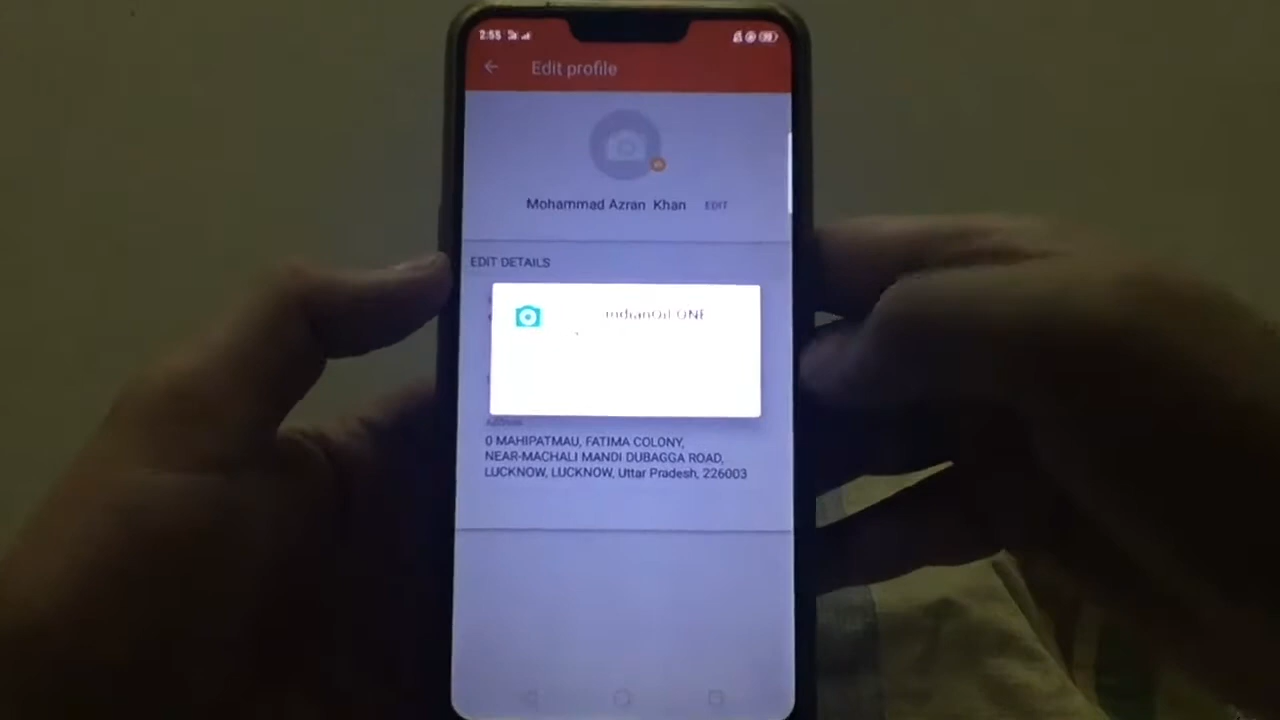 2:55
Edit profile
Mohammad Azran Khan EDIT
EDIT DETAILS
IndianOil ONE
Address
0 MAHIPATMAU, FATIMA COLONY,
NEAR-MACHALI MANDI DUBAGGA ROAD,
LUCKNOW, LUCKNOW, Uttar Pradesh, 226003